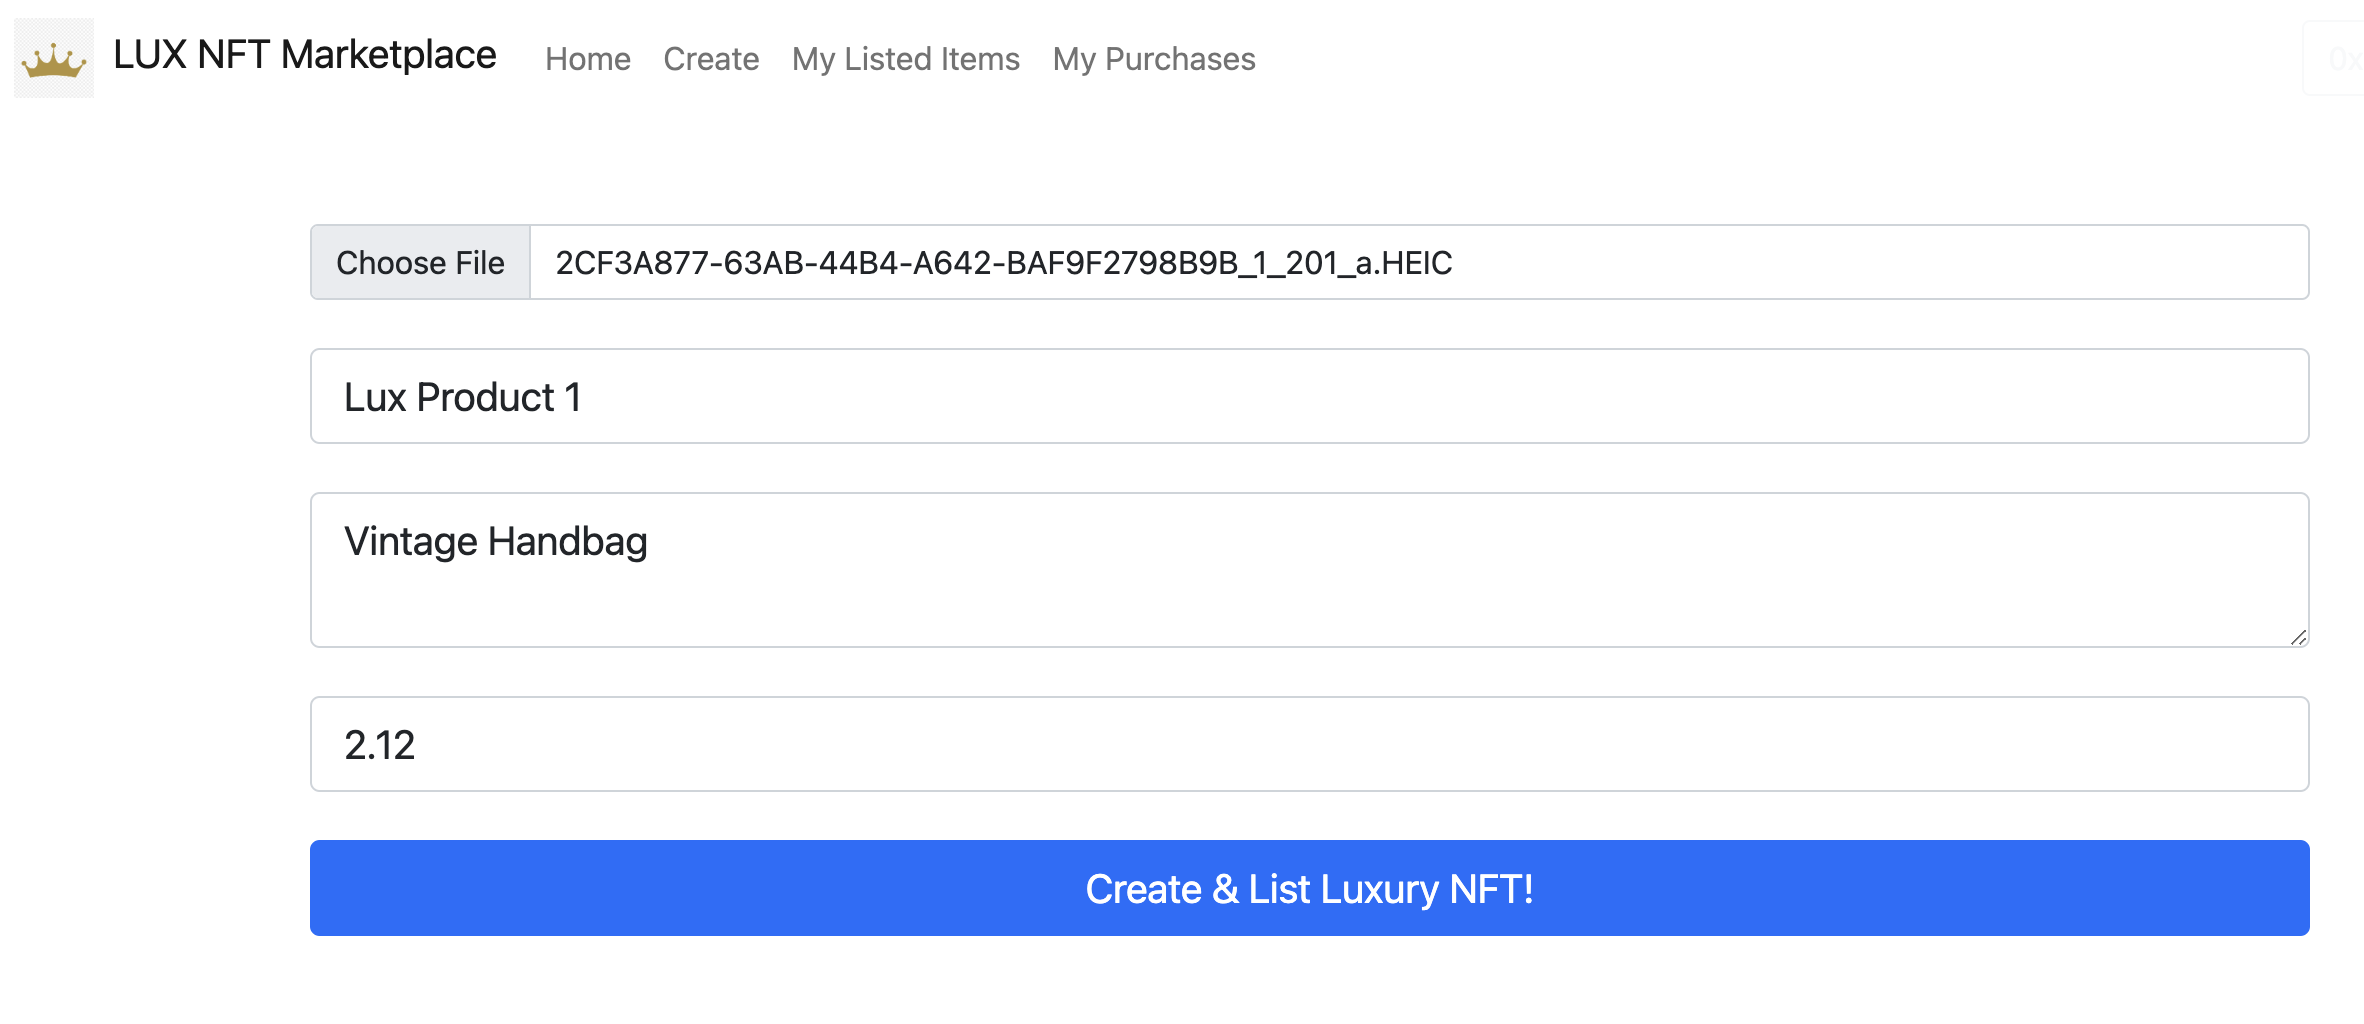 LUX NFT Marketplace Home Create My Listed Items My Purchases 0x
Choose File 2CF3A877-63AB-44B4-A642-BAF9F2798B9B_1_201_a.HEIC
Lux Product 1
Vintage Handbag
2.12
Create & List Luxury NFT!